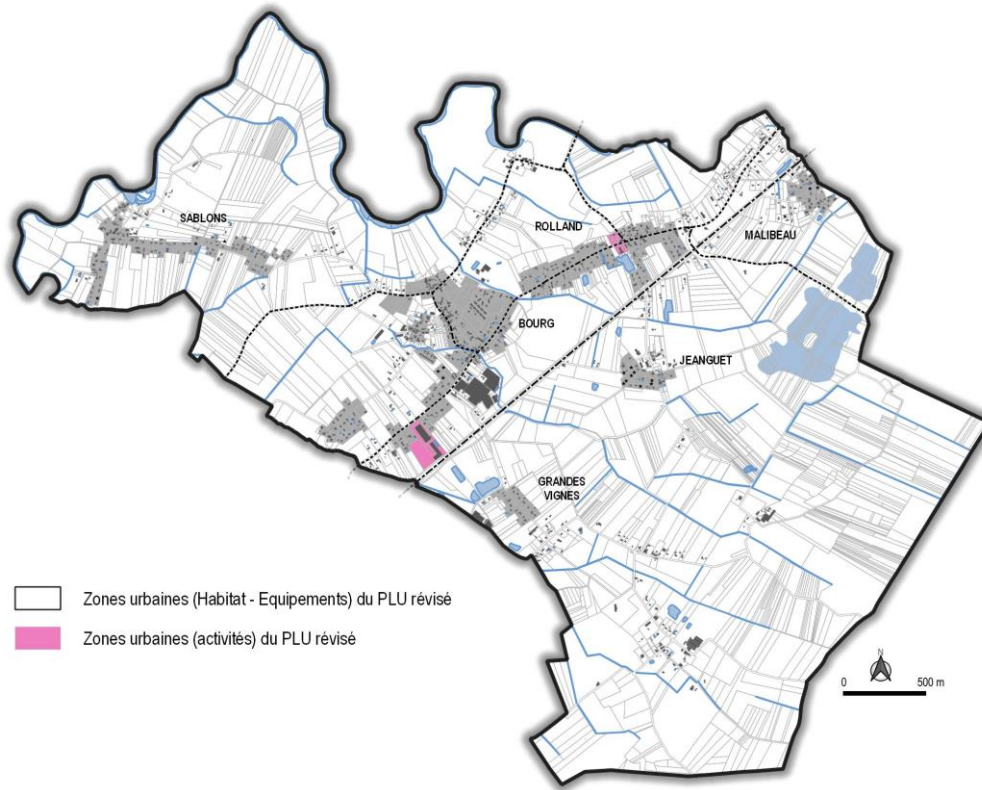 SABLONS
ROLLAND
MALIBEAU
BOURG
JEANGUET
GRANDES
VIGNES
Zones urbaines (Habitat - Equipements) du PLU révisé
Zones urbaines (activités) du PLU révisé
N
0 500 m